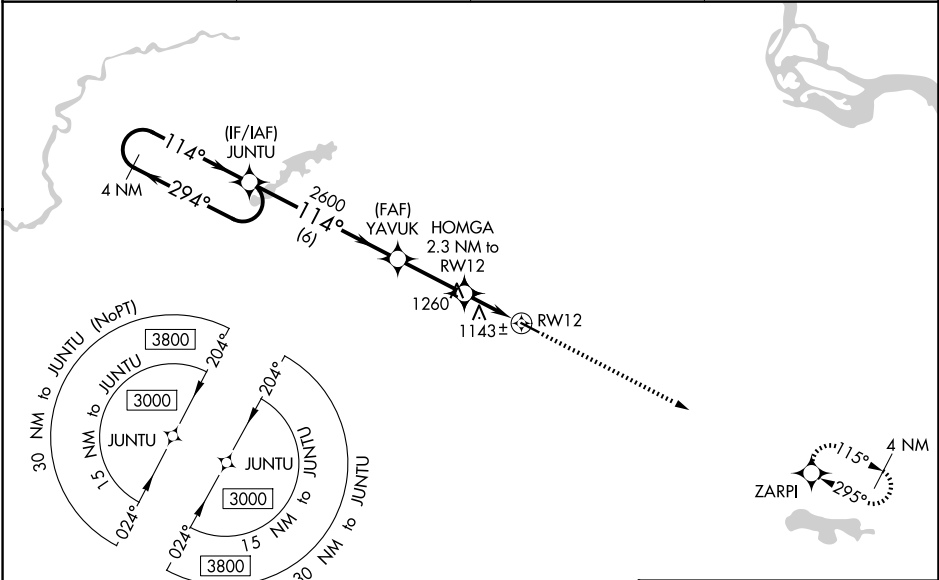 (IF/IAF)
JUNTU
114°
4 NM
294°
2600
114°
(6)
(FAF)
YAVUK
HOMGA
2.3 NM to
RW12
1260
1143±
RW12
30 NM to JUNTU (NoPT)
3800
204°
15 NM to JUNTU
3000
JUNTU
024°
204°
JUNTU
3000
15 NM to JUNTU
024°
3800
30 NM to JUNTU
115°
4 NM
295°
ZARPI